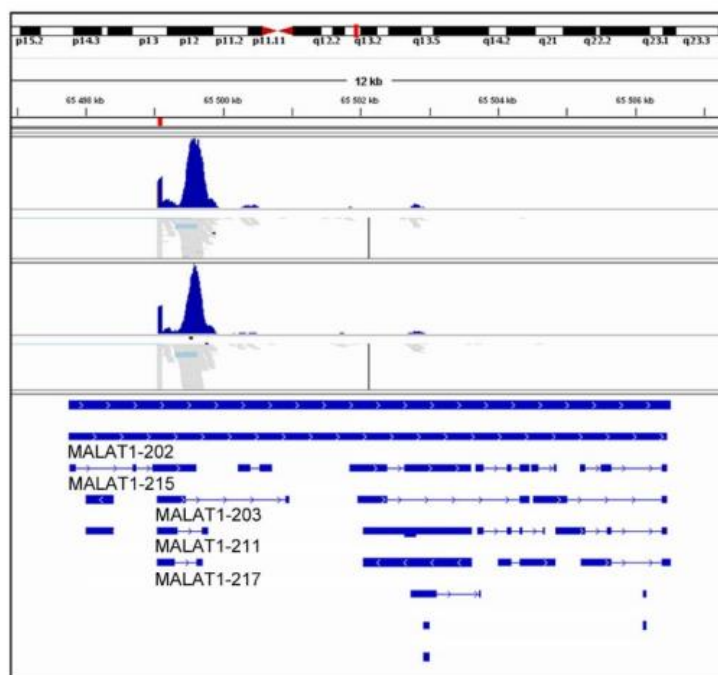 p15.2 p14.3 p13 p12 p11.2 p11.11 q12.2 q13.2 q13.5 q14.2 q21 q22.2 q23.1 q23.3
12 kb
65 498 kb 65 500 kb 65 502 kb 65 504 kb 65 506 kb
MALAT1-202
MALAT1-215
MALAT1-203
MALAT1-211
MALAT1-217